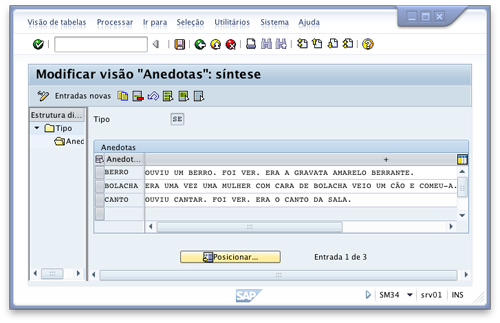 Visão de tabelas Processar Ir para Seleção Utilitários Sistema Ajuda
Modificar visão "Anedotas": síntese
Entradas novas
Estrutura di...
Tipo
Aned
Tipo SE
Anedotas
Anedot... +
BERRO OUVIU UM BERRO. FOI VER. ERA A GRAVATA AMARELO BERRANTE.
BOLACHA ERA UMA VEZ UMA MULHER COM CARA DE BOLACHA VEIO UM CÃO E COMEU-A.
CANTO OUVIU CANTAR. FOI VER. ERA O CANTO DA SALA.
Posicionar... Entrada 1 de 3
SAP SM34 srv01 INS